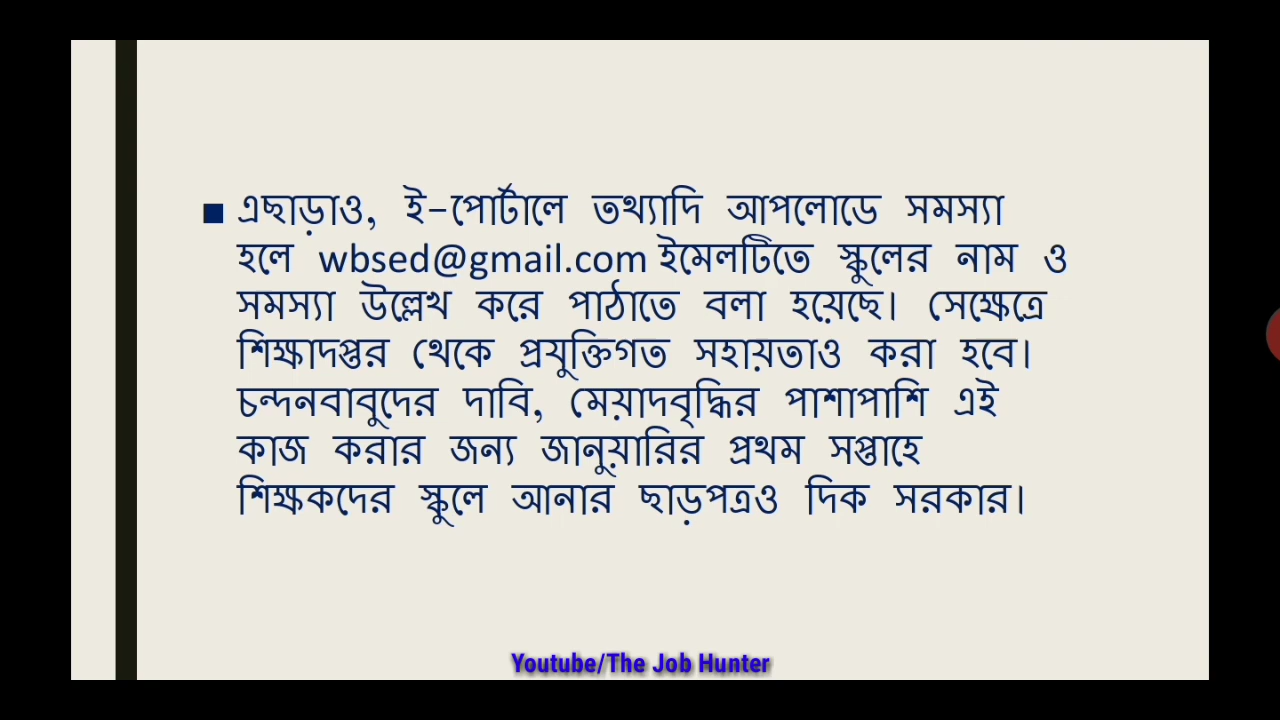 ■ এছাড়াও, ই-পোর্টালে তথ্যাদি আপলোডে সমস্যা
হলে wbsed@gmail.com ইমেলটিতে স্কুলের নাম ও
সমস্যা উল্লেখ করে পাঠাতে বলা হয়েছে। সেক্ষেত্রে
শিক্ষাদপ্তর থেকে প্রযুক্তিগত সহায়তাও করা হবে।
চন্দনবাবুদের দাবি, মেয়াদবৃদ্ধির পাশাপাশি এই
কাজ করার জন্য জানুয়ারির প্রথম সপ্তাহে
শিক্ষকদের স্কুলে আনার ছাড়পত্রও দিক সরকার।
Youtube/The Job Hunter